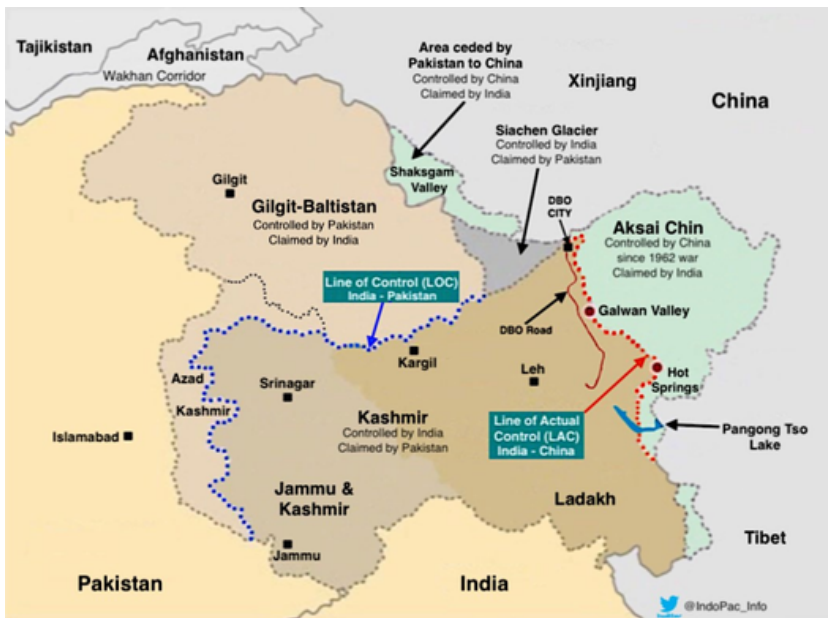 Tajikistan
Afghanistan
Wakhan Corridor
Area ceded by
Pakistan to China
Controlled by China
Claimed by India
Xinjiang
China
Siachen Glacier
Controlled by India
Claimed by Pakistan
Shaksgam
Valley
Gilgit
Gilgit-Baltistan
Controlled by Pakistan
Claimed by India
DBO
CITY
Aksai Chin
Controlled by China
since 1962 war
Claimed by India
Line of Control (LOC)
India - Pakistan
Galwan Valley
DBO Road
Kargil
Leh
Hot
Springs
Azad
Kashmir
Srinagar
Islamabad
Kashmir
Controlled by India
Claimed by Pakistan
Line of Actual
Control (LAC)
India - China
Pangong Tso
Lake
Jammu &
Kashmir
Ladakh
Jammu
Tibet
Pakistan
India
@IndoPac_Info